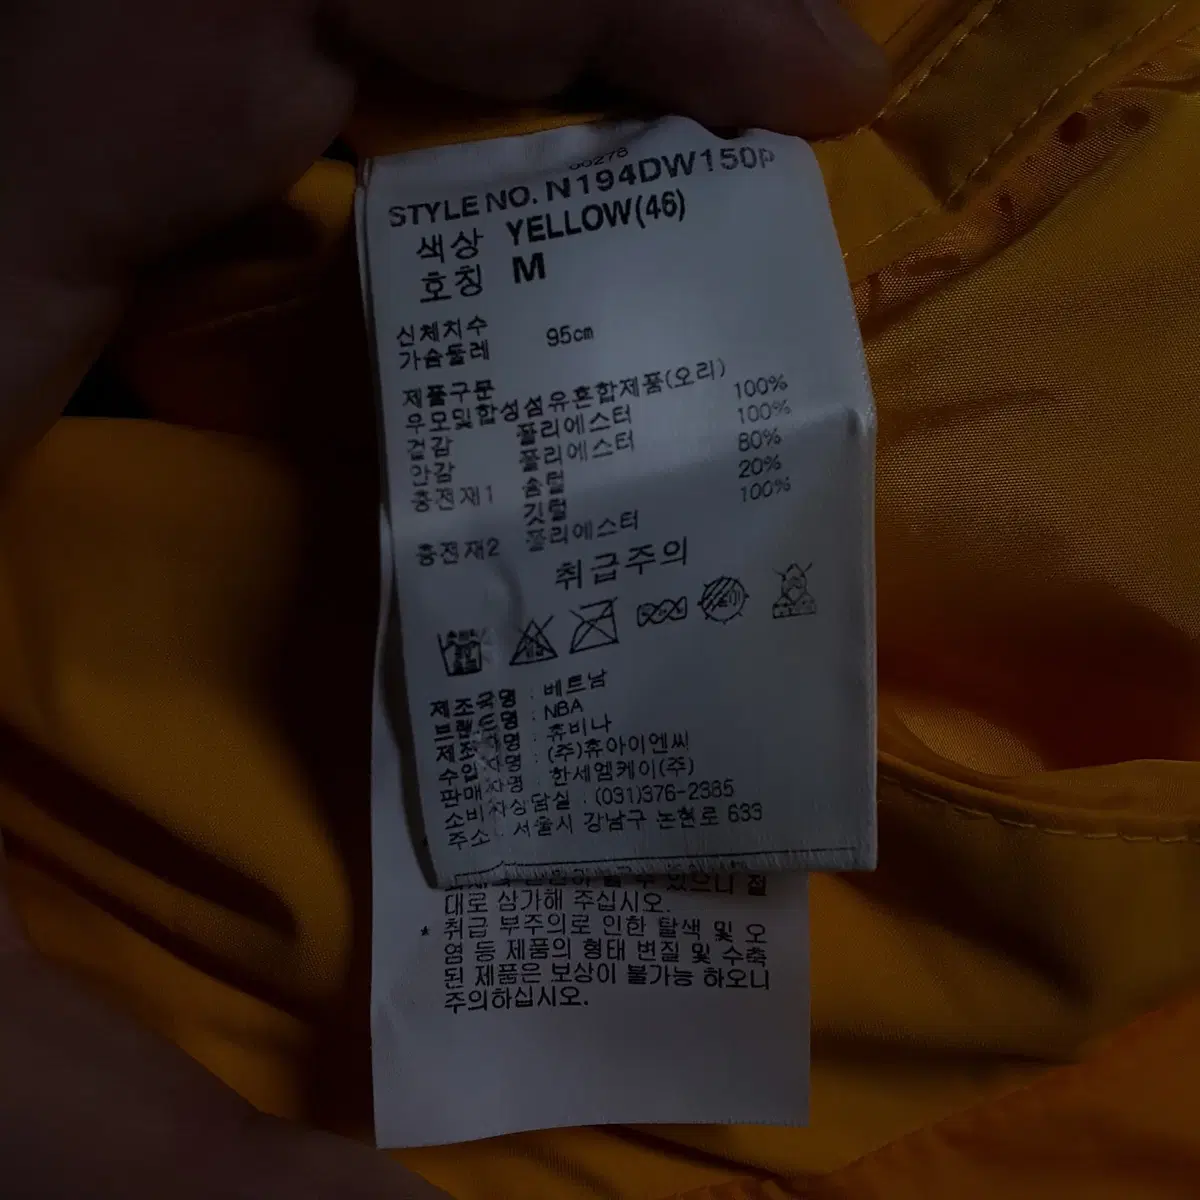 STYLE NO. N194DW150P
색상 YELLOW(46)
호칭 M
신체치수
가슴둘레 95cm
제품구분
우모및합성섬유혼합제품(오리)
겉감 폴리에스터 100%
안감 폴리에스터 100%
충전재1 솜털 80%
깃털 20%
충전재2 폴리에스터 100%
취급주의
제조국명 : 베트남
브랜드명 : NBA
제조자명 : 휴비나
수입자명 : (주)휴아이엔씨
판매자명 : 한세엠케이(주)
소비자상담실 : (031)376-2385
주소 : 서울시 강남구 논현로 633
대로 삼가해 주십시오.
* 취급 부주의로 인한 탈색 및 오
염 등 제품의 형태 변질 및 수축
된 제품은 보상이 불가능 하오니
주의하십시오.